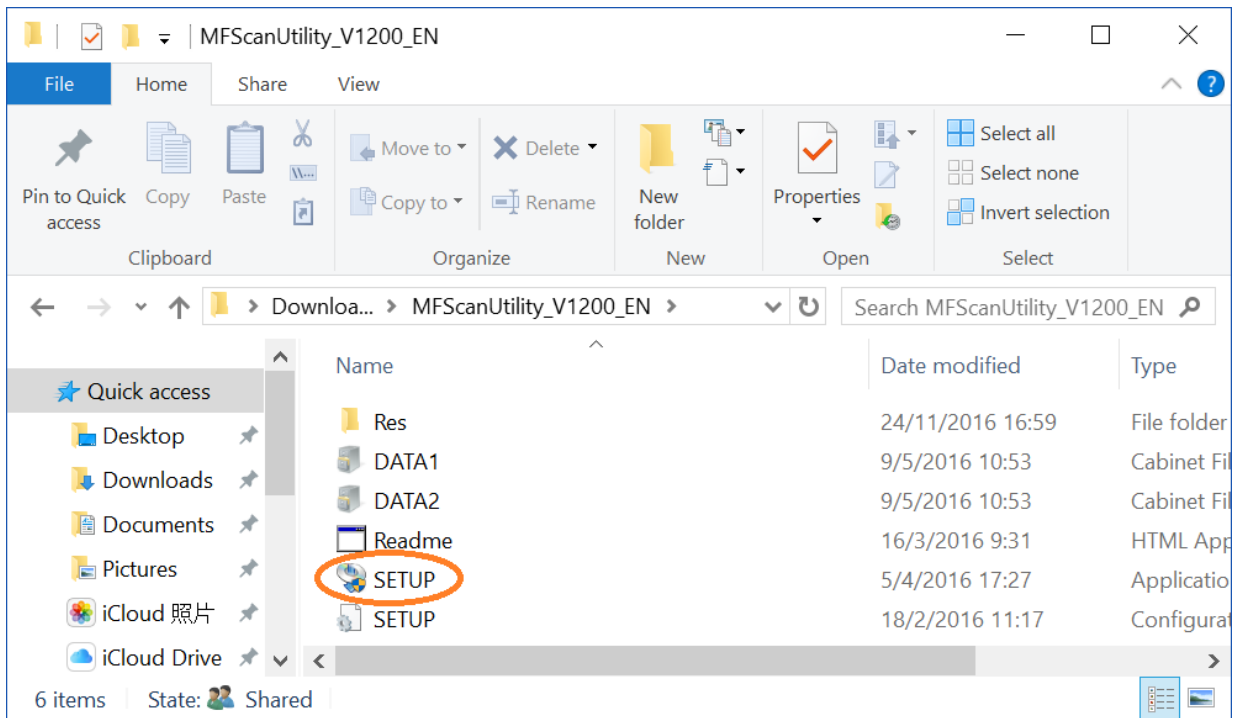 MFScanUtility_V1200_EN
File Home Share View
Pin to Quick access
Copy
Paste
Move to
Copy to
Delete
Rename
New folder
Properties
Select all
Select none
Invert selection
Clipboard Organize New Open Select
Downloa... MFScanUtility_V1200_EN Search MFScanUtility_V1200_EN
Name Date modified Type
Quick access
Desktop
Downloads
Documents
Pictures
iCloud 照片
iCloud Drive
Res 24/11/2016 16:59 File folder
DATA1 9/5/2016 10:53 Cabinet Fil
DATA2 9/5/2016 10:53 Cabinet Fil
Readme 16/3/2016 9:31 HTML App
SETUP 5/4/2016 17:27 Applicatio
SETUP 18/2/2016 11:17 Configurat
6 items State: Shared